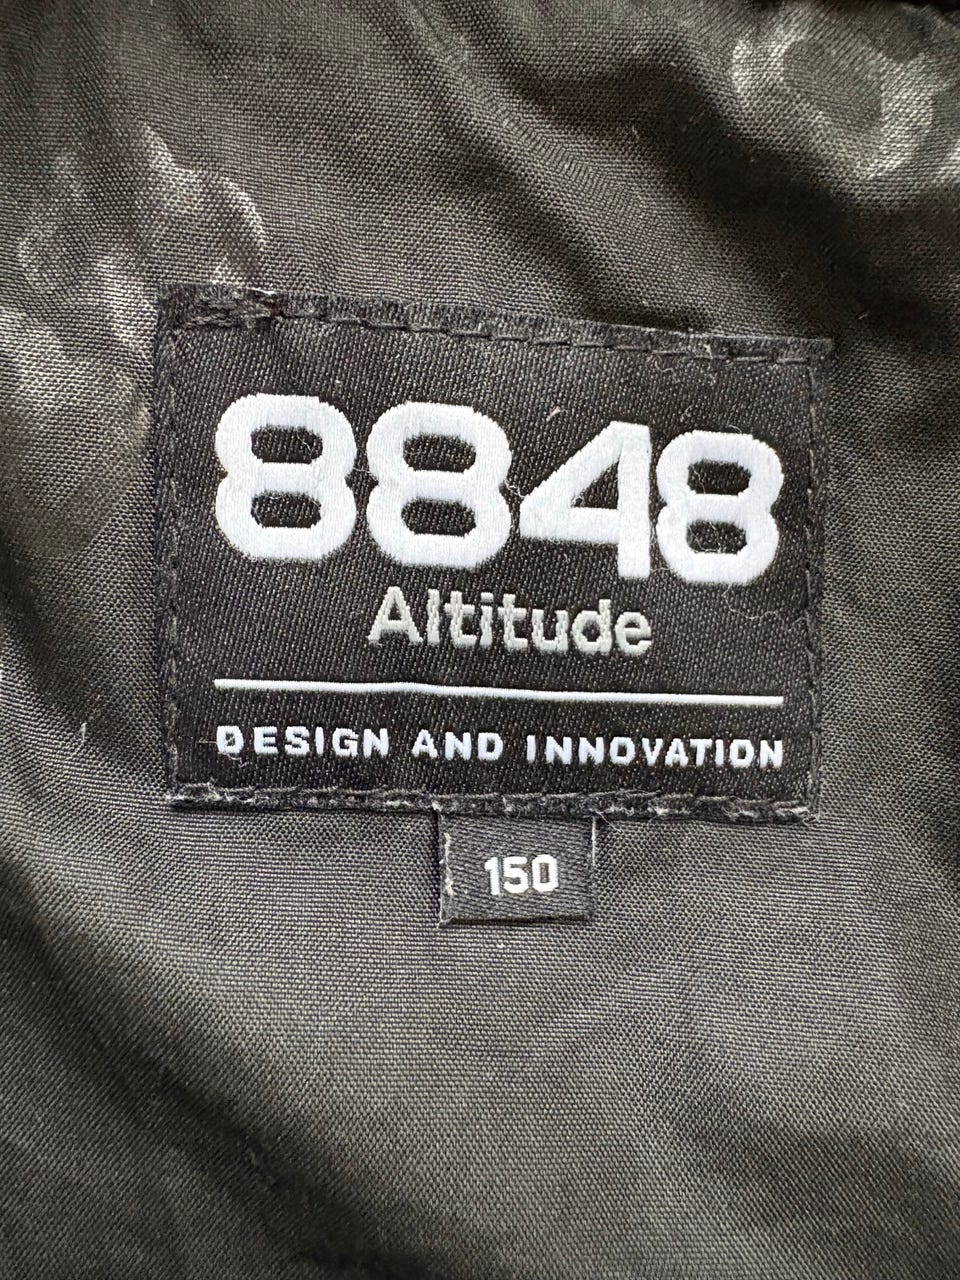 8848
Altitude
DESIGN AND INNOVATION
150